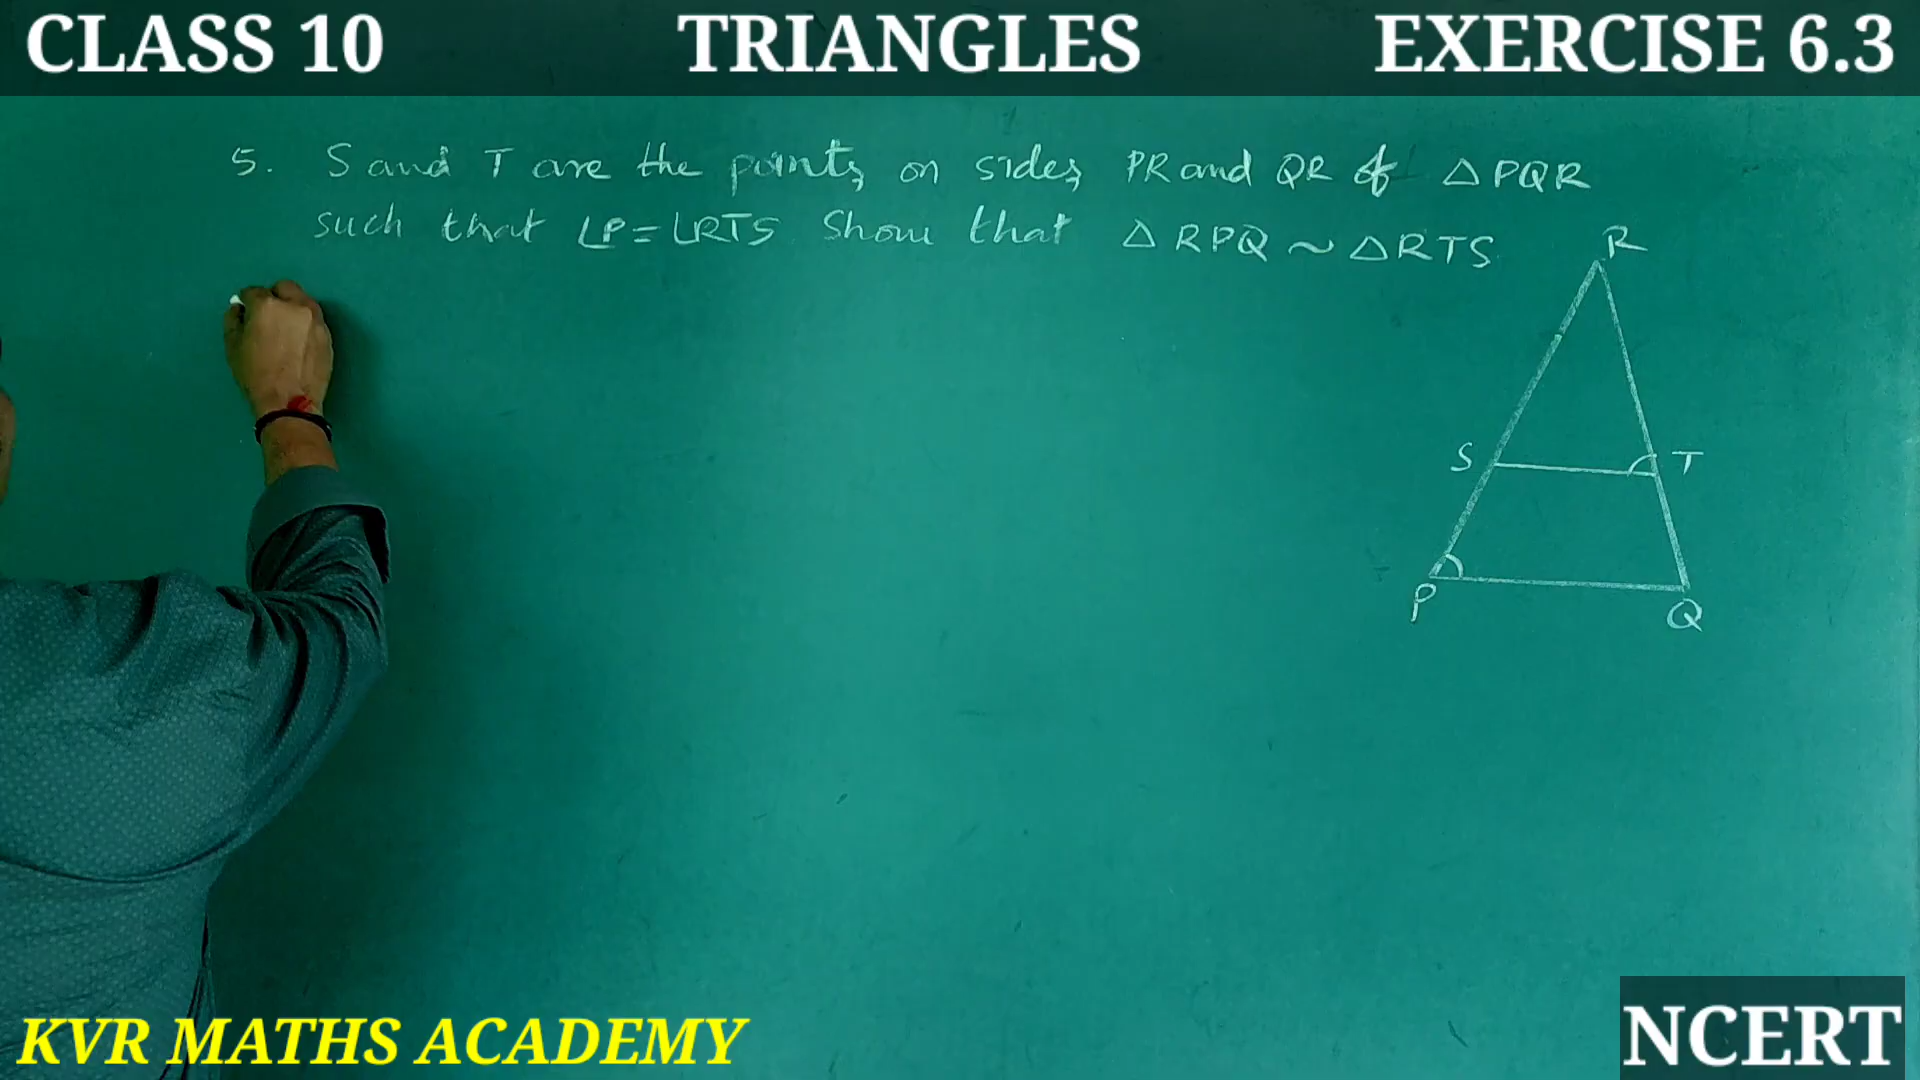 CLASS 10 TRIANGLES EXERCISE 6.3
5. S and T are the points on sides PR and QR of △ PQR
such that ∠P = ∠RTS Show that △ RPQ ~ △RTS
R
S T
P Q
KVR MATHS ACADEMY NCERT